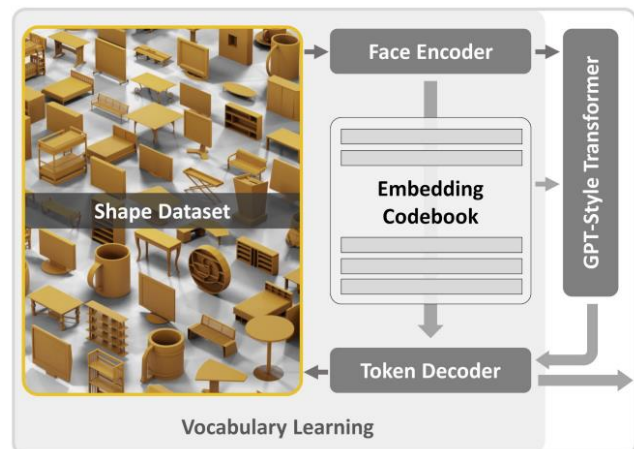 Face Encoder
Shape Dataset
Embedding
Codebook
GPT-Style Transformer
Token Decoder
Vocabulary Learning